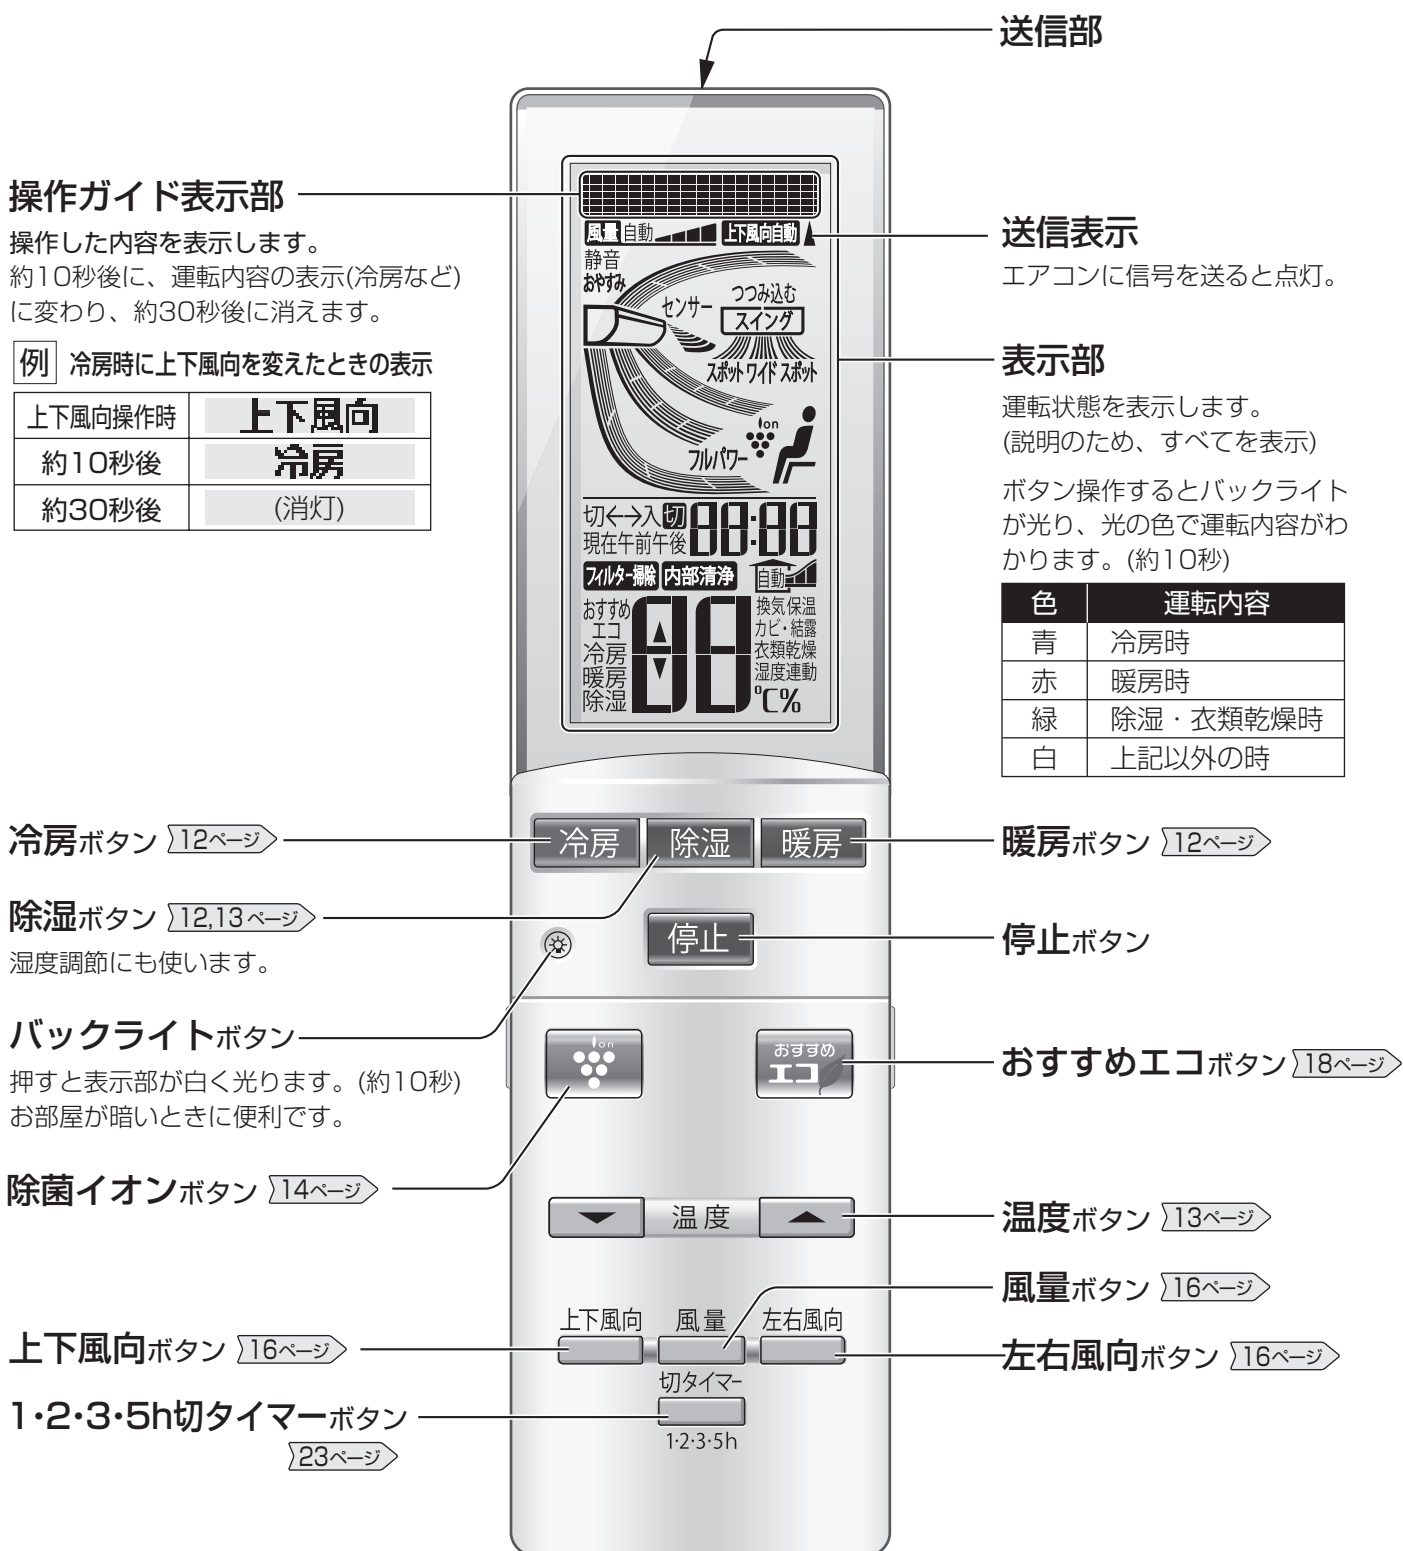 送信部
操作ガイド表示部
操作した内容を表示します。
約10秒後に、運転内容の表示(冷房など)
に変わり、約30秒後に消えます。
例 冷房時に上下風向を変えたときの表示
上下風向操作時 上下風向
約10秒後 冷房
約30秒後 (消灯)
風量 自動 上下風向自動
静音
おやすみ
センサー
つつみ込む
スイング
スポット ワイド スポット
ion
フルパワー
切←→入 切 88:88
現在午前午後
フィルター掃除 内部清浄 自動
おすすめ
エコ
冷房
暖房
除湿
88
換気 保温
カビ・結露
衣類乾燥
湿度連動
℃%
送信表示
エアコンに信号を送ると点灯。
表示部
運転状態を表示します。
(説明のため、すべてを表示)
ボタン操作するとバックライト
が光り、光の色で運転内容がわ
かります。(約10秒)
色 運転内容
青 冷房時
赤 暖房時
緑 除湿・衣類乾燥時
白 上記以外の時
冷房ボタン 12ページ
除湿ボタン 12,13ページ
湿度調節にも使います。
バックライトボタン
押すと表示部が白く光ります。(約10秒)
お部屋が暗いときに便利です。
除菌イオンボタン 14ページ
上下風向ボタン 16ページ
1・2・3・5h切タイマーボタン
23ページ
冷房 除湿 暖房
停止
ion
おすすめ
エコ
▼ 温度 ▲
上下風向 風量 左右風向
切タイマー
1・2・3・5h
暖房ボタン 12ページ
停止ボタン
おすすめエコボタン 18ページ
温度ボタン 13ページ
風量ボタン 16ページ
左右風向ボタン 16ページ